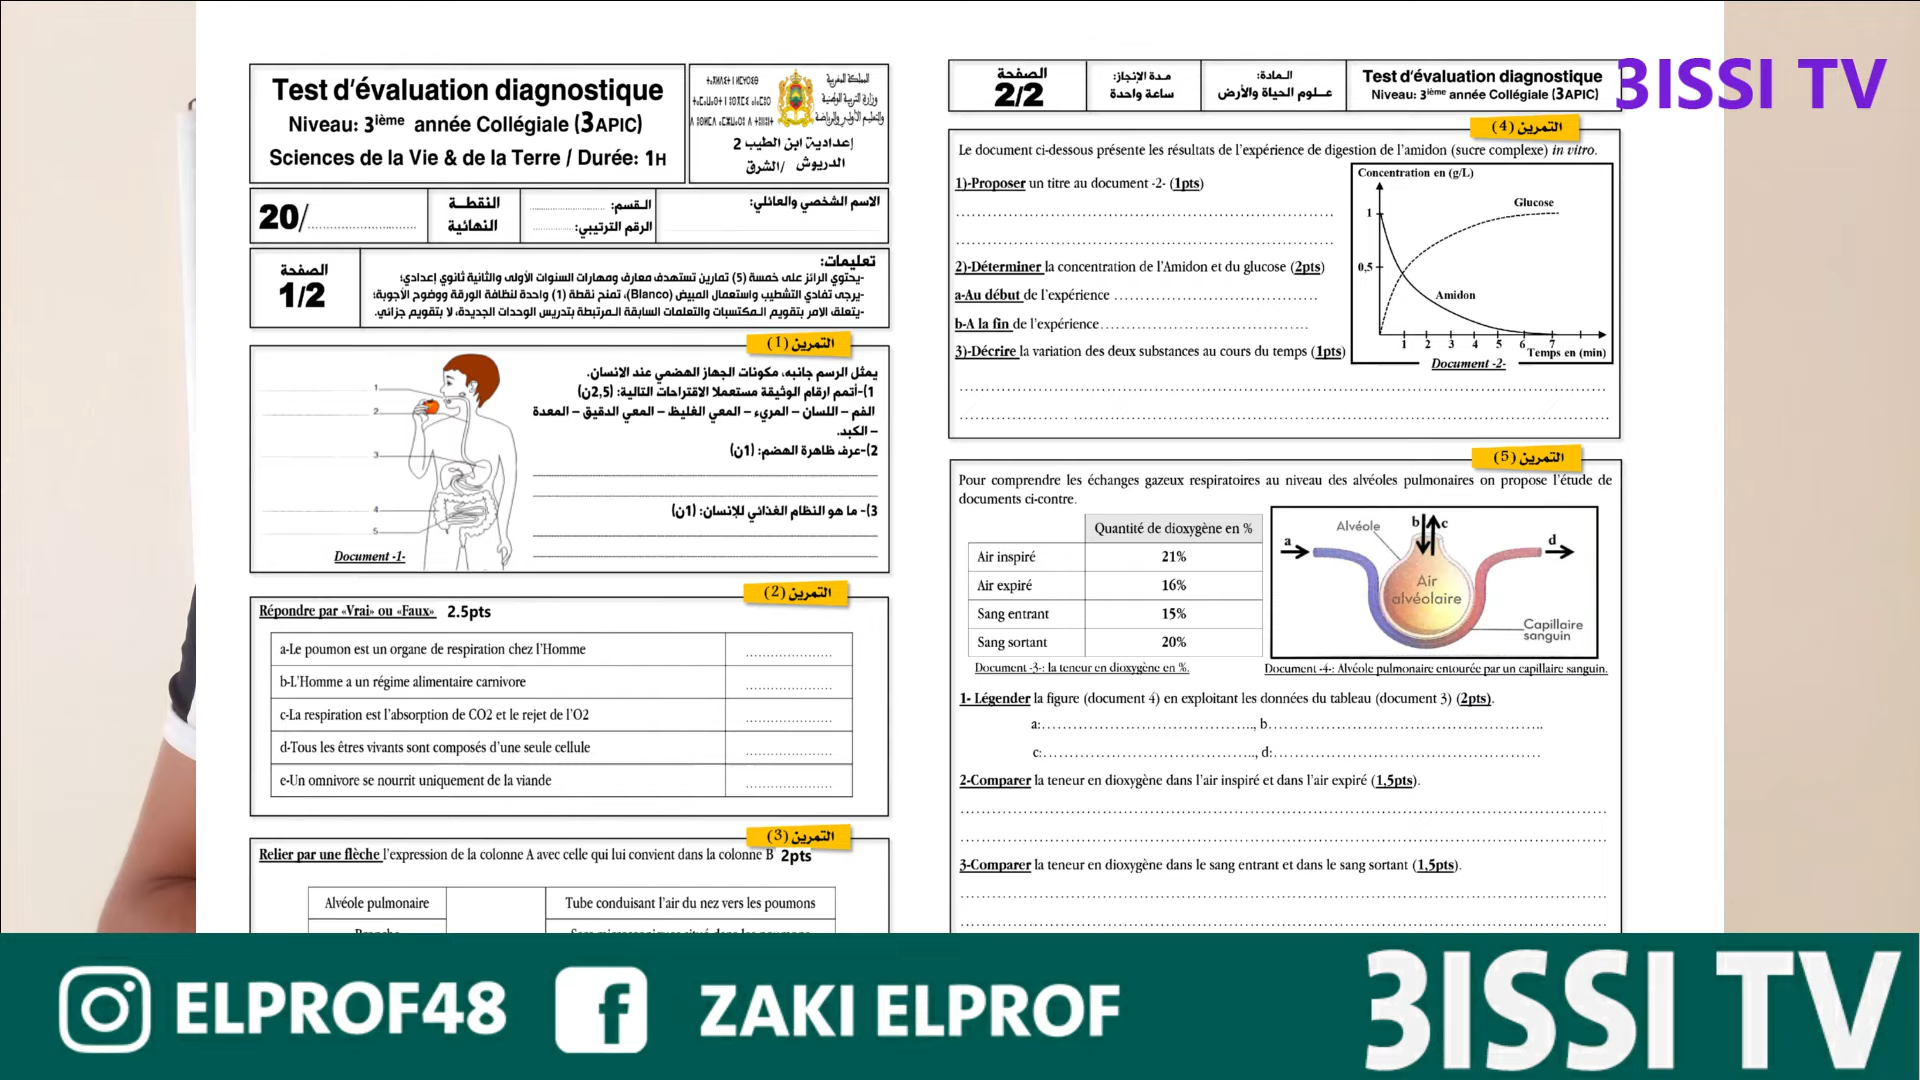 Test d'évaluation diagnostique
Niveau: 3ième année Collégiale (3APIC)
Sciences de la Vie & de la Terre / Durée: 1H
المملكة المغربية
وزارة التربية الوطنية
والتعليم الأولي والرياضة
إعدادية ابن الطيب 2
الدريوش /الشرق
20/
النقطة النهائية
القسم:
الرقم الترتيبي:
الاسم الشخصي والعائلي:
الصفحة
1/2
تعليمات:
-يحتوي الرائز على خمسة (5) تمارين تستهدف معارف ومهارات السنوات الأولى والثانية ثانوي إعدادي؛
-يرجى تفادي التشطيب واستعمال المبيض (Blanco)، تمنح نقطة (1) واحدة لنظافة الورقة ووضوح الأجوبة؛
-يتعلق الامر بتقويم المكتسبات والتعلمات السابقة المرتبطة بتدريس الوحدات الجديدة، لا بتقويم جزائي.
التمرين (1)
يمثل الرسم جانبه، مكونات الجهاز الهضمي عند الانسان.
1)-أتمم ارقام الوثيقة مستعملا الاقتراحات التالية: (2,5ن)
الفم – اللسان – المريء – المعي الغليظ – المعي الدقيق – المعدة
– الكبد.
2)-عرف ظاهرة الهضم: (1ن)
3)- ما هو النظام الغذائي للإنسان: (1ن)
1
2
3
4
5
Document -1-
التمرين (2)
Répondre par «Vrai» ou «Faux» 2.5pts
a-Le poumon est un organe de respiration chez l'Homme
b-L'Homme a un régime alimentaire carnivore
c-La respiration est l'absorption de CO2 et le rejet de l'O2
d-Tous les êtres vivants sont composés d'une seule cellule
e-Un omnivore se nourrit uniquement de la viande
التمرين (3)
Relier par une flèche l'expression de la colonne A avec celle qui lui convient dans la colonne B 2pts
Alvéole pulmonaire
Tube conduisant l'air du nez vers les poumons
الصفحة
2/2
مدة الإنجاز:
ساعة واحدة
المادة:
علوم الحياة والأرض
Test d'évaluation diagnostique
Niveau: 3ième année Collégiale (3APIC)
3ISSI TV
التمرين (4)
Le document ci-dessous présente les résultats de l'expérience de digestion de l'amidon (sucre complexe) in vitro.
1)-Proposer un titre au document -2- (1pts)
2)-Déterminer la concentration de l'Amidon et du glucose (2pts)
a-Au début de l'expérience
b-A la fin de l'expérience
3)-Décrire la variation des deux substances au cours du temps (1pts)
Concentration en (g/L)
Glucose
1
0,5
Amidon
1 2 3 4 5 6 7
Temps en (min)
Document -2-
التمرين (5)
Pour comprendre les échanges gazeux respiratoires au niveau des alvéoles pulmonaires on propose l'étude de
documents ci-contre.
Quantité de dioxygène en %
Air inspiré 21%
Air expiré 16%
Sang entrant 15%
Sang sortant 20%
Document -3-: la teneur en dioxygène en %.
Alvéole
a
b
c
d
Air
alvéolaire
Capillaire
sanguin
Document -4-: Alvéole pulmonaire entourée par un capillaire sanguin.
1- Légender la figure (document 4) en exploitant les données du tableau (document 3) (2pts).
a:, b
c:, d:
2-Comparer la teneur en dioxygène dans l'air inspiré et dans l'air expiré (1,5pts).
3-Comparer la teneur en dioxygène dans le sang entrant et dans le sang sortant (1,5pts).
ELPROF48
ZAKI ELPROF
3ISSI TV